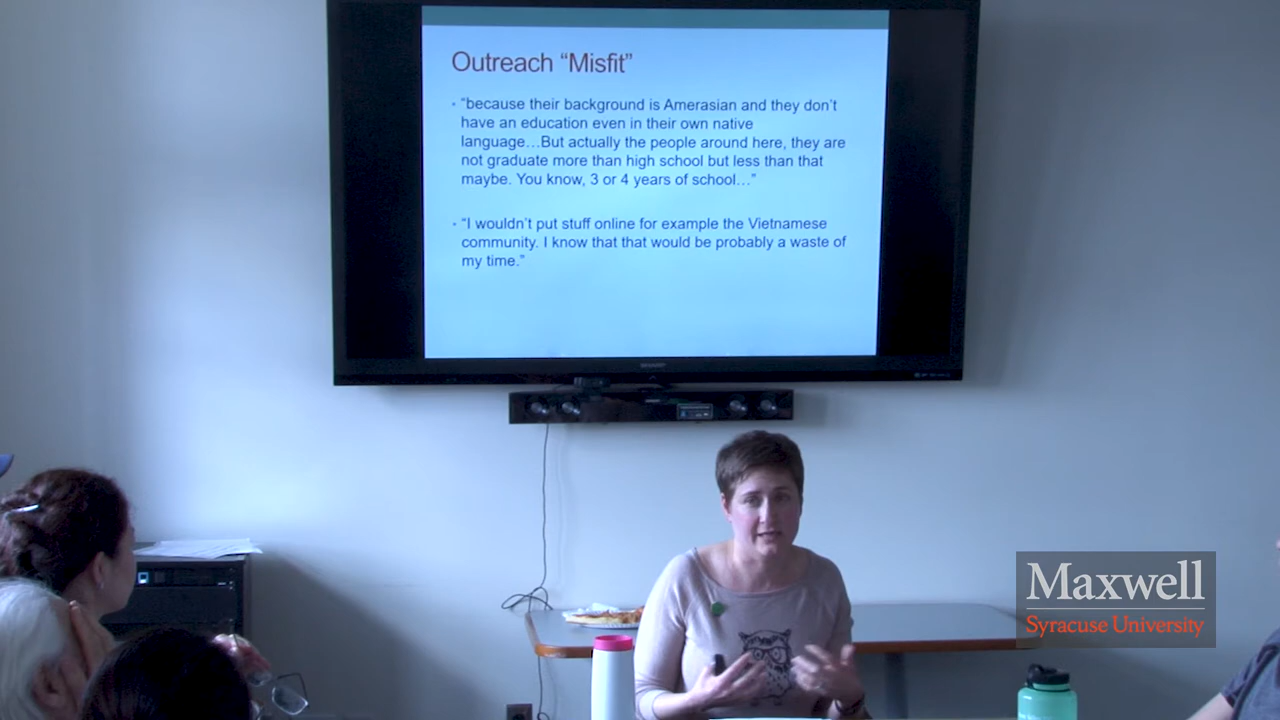 Outreach “Misfit”
• “because their background is Amerasian and they don’t
have an education even in their own native
language…But actually the people around here, they are
not graduate more than high school but less than that
maybe. You know, 3 or 4 years of school…”
• “I wouldn’t put stuff online for example the Vietnamese
community. I know that that would be probably a waste of
my time.”
SHARP
Maxwell
Syracuse University